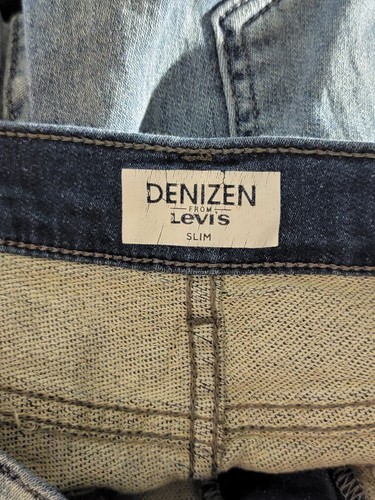 DENIZEN
FROM
Levi's
SLIM